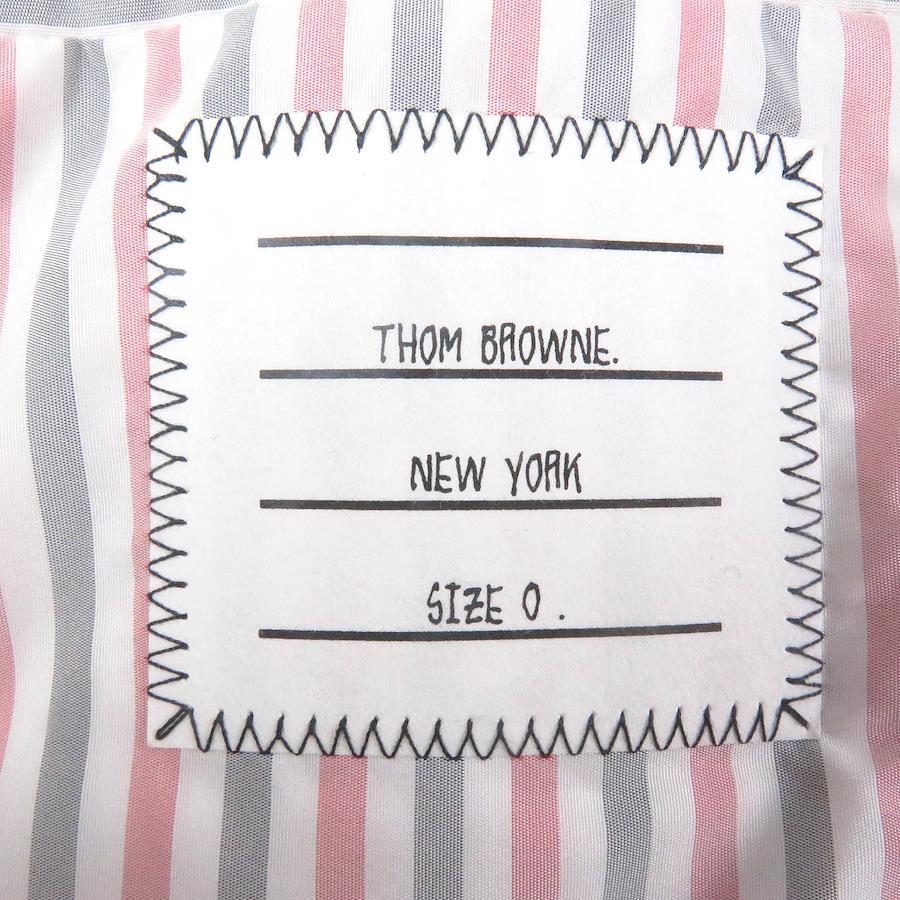 THOM BROWNE.
NEW YORK
SIZE 0 .